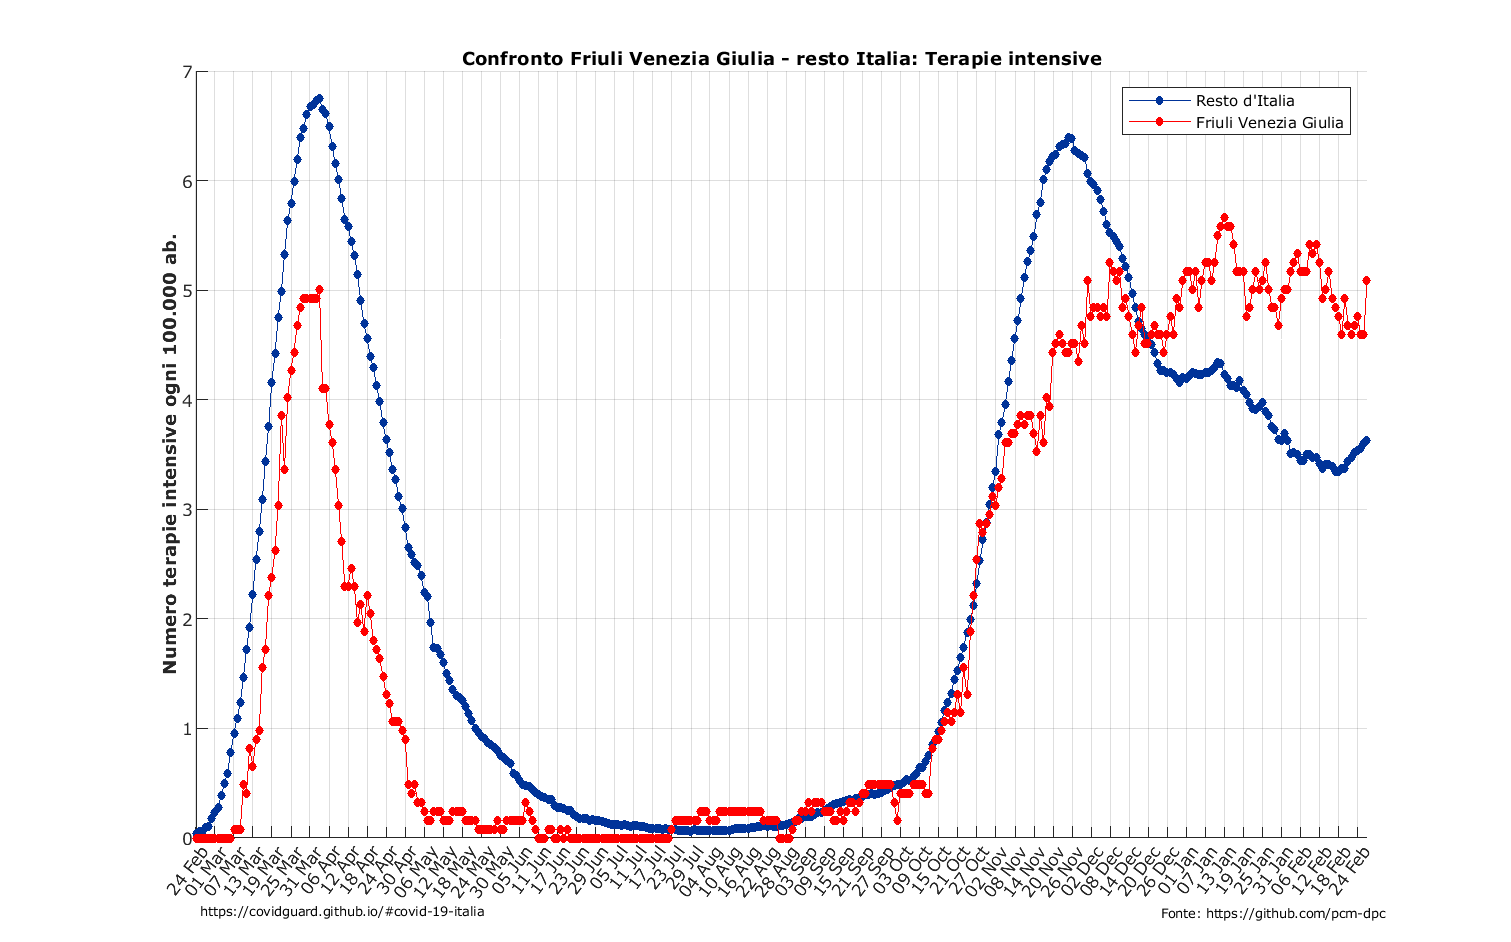 Confronto Friuli Venezia Giulia - resto Italia: Terapie intensive
Resto d'Italia
Friuli Venezia Giulia
Numero terapie intensive ogni 100.000 ab.
7
6
5
4
3
2
1
0
24 Feb
01 Mar
07 Mar
13 Mar
19 Mar
25 Mar
31 Mar
06 Apr
12 Apr
18 Apr
24 Apr
30 Apr
06 May
12 May
18 May
24 May
30 May
05 Jun
11 Jun
17 Jun
23 Jun
29 Jun
05 Jul
11 Jul
17 Jul
23 Jul
29 Jul
04 Aug
10 Aug
16 Aug
22 Aug
28 Aug
03 Sep
09 Sep
15 Sep
21 Sep
27 Sep
03 Oct
09 Oct
15 Oct
21 Oct
27 Oct
02 Nov
08 Nov
14 Nov
20 Nov
26 Nov
02 Dec
08 Dec
14 Dec
20 Dec
26 Dec
01 Jan
07 Jan
13 Jan
19 Jan
25 Jan
31 Jan
06 Feb
12 Feb
18 Feb
24 Feb
https://covidguard.github.io/#covid-19-italia
Fonte: https://github.com/pcm-dpc